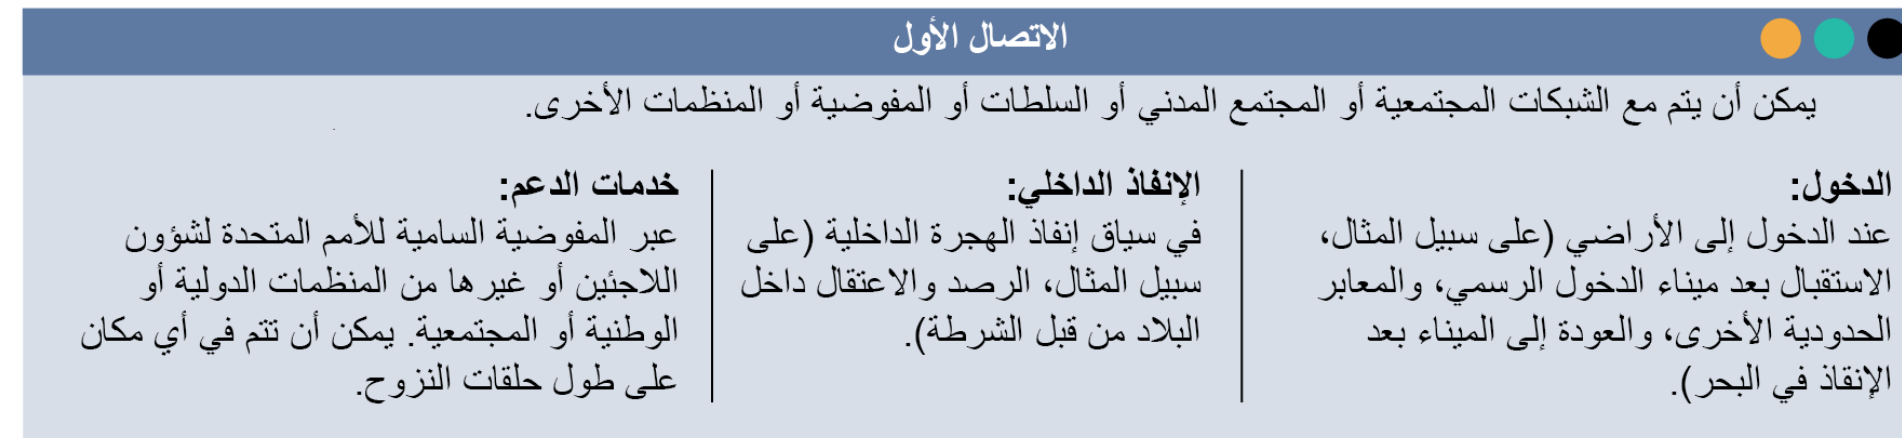 الاتصال الأول
يمكن أن يتم مع الشبكات المجتمعية أو المجتمع المدني أو السلطات أو المفوضية أو المنظمات الأخرى.
الدخول:
عند الدخول إلى الأراضي (على سبيل المثال،
الاستقبال بعد ميناء الدخول الرسمي، والمعابر
الحدودية الأخرى، والعودة إلى الميناء بعد
الإنقاذ في البحر).
الإنفاذ الداخلي:
في سياق إنفاذ الهجرة الداخلية (على
سبيل المثال، الرصد والاعتقال داخل
البلاد من قبل الشرطة).
خدمات الدعم:
عبر المفوضية السامية للأمم المتحدة لشؤون
اللاجئين أو غيرها من المنظمات الدولية أو
الوطنية أو المجتمعية. يمكن أن تتم في أي مكان
على طول حلقات النزوح.